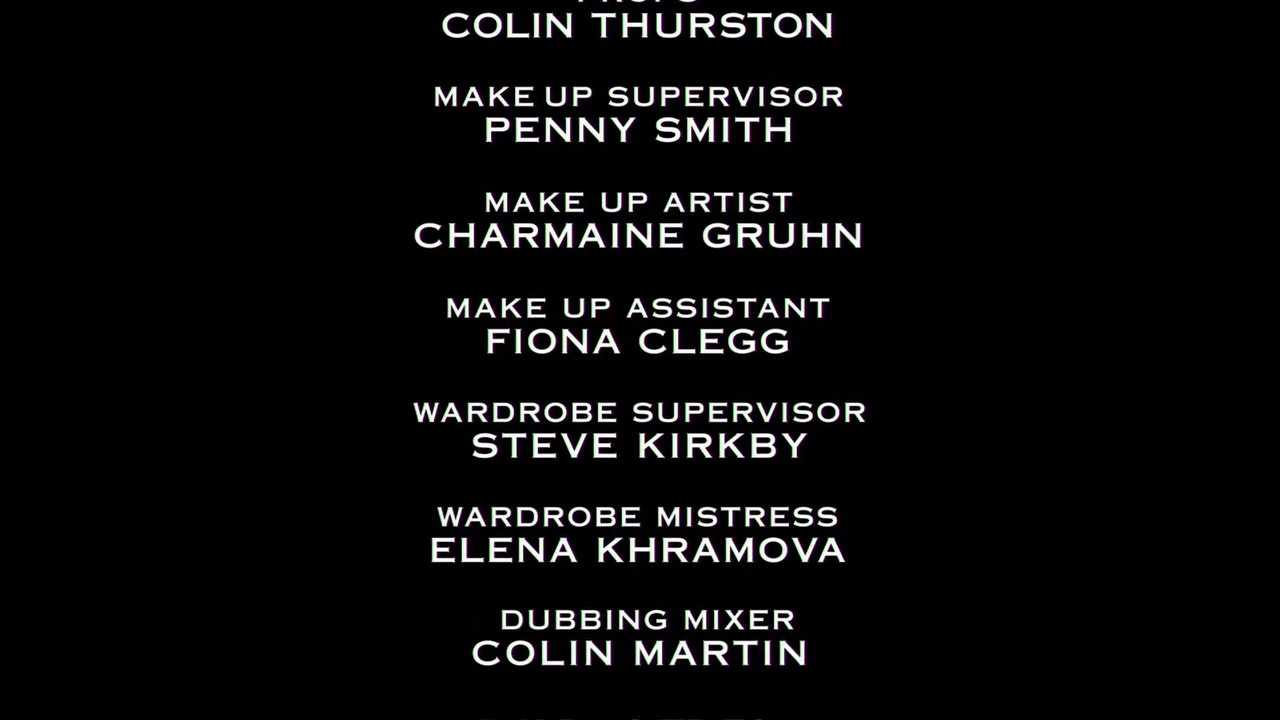 COLIN THURSTON
MAKE UP SUPERVISOR
PENNY SMITH
MAKE UP ARTIST
CHARMAINE GRUHN
MAKE UP ASSISTANT
FIONA CLEGG
WARDROBE SUPERVISOR
STEVE KIRKBY
WARDROBE MISTRESS
ELENA KHRAMOVA
DUBBING MIXER
COLIN MARTIN